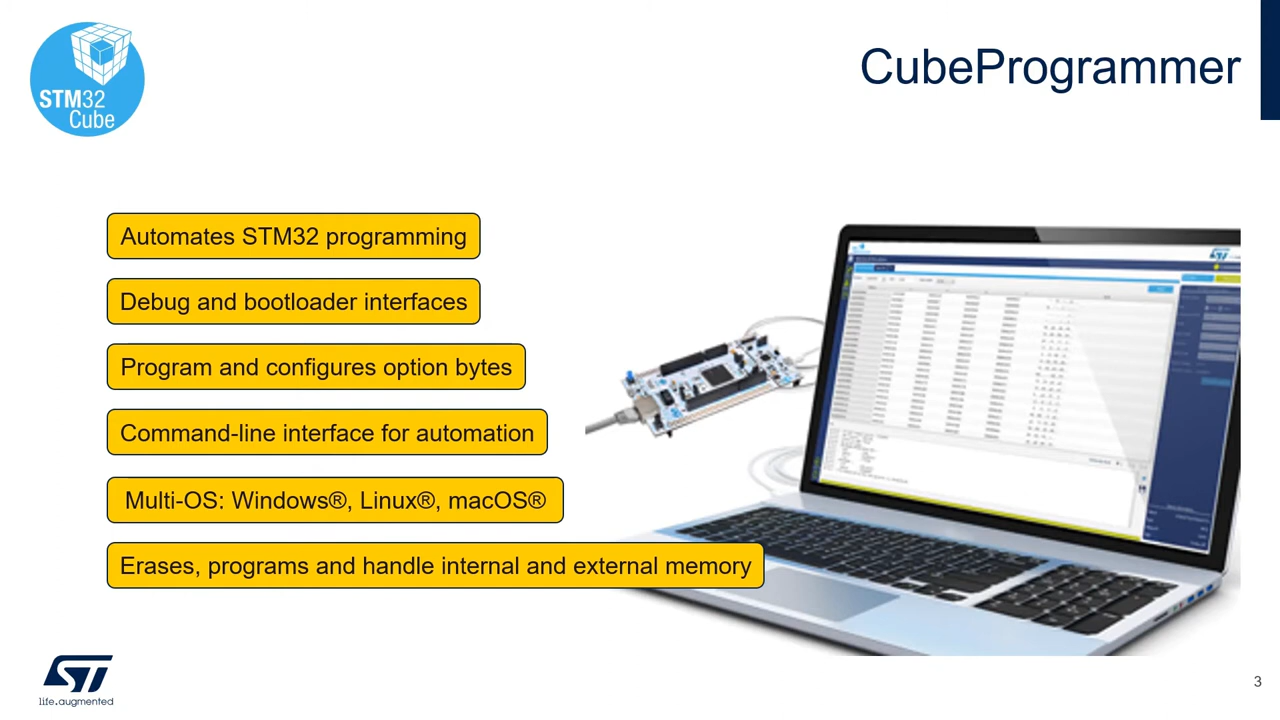 STM32
Cube
CubeProgrammer
Automates STM32 programming
Debug and bootloader interfaces
Program and configures option bytes
Command-line interface for automation
Multi-OS: Windows®, Linux®, macOS®
Erases, programs and handle internal and external memory
ST
life.augmented
3